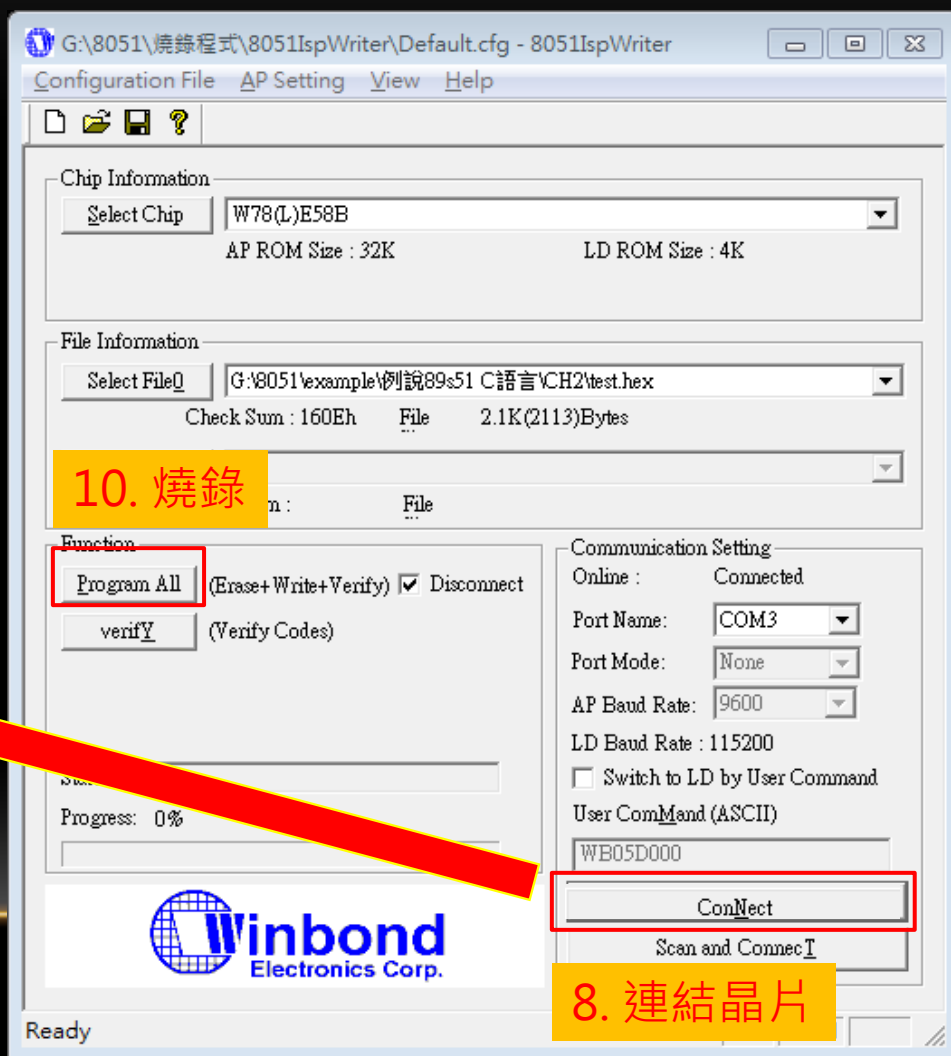 G:\8051\燒錄程式\8051IspWriter\Default.cfg - 8051IspWriter
Configuration File AP Setting View Help
Chip Information
Select Chip W78(L)E58B
AP ROM Size : 32K LD ROM Size : 4K
File Information
Select File0 G:\8051\example\例說89s51 C語言\CH2\test.hex
Check Sum : 160Eh File 2.1K(2113)Bytes
10. 燒錄
File
Function
Program All (Erase+Write+Verify) Disconnect
verifY (Verify Codes)
Progress: 0%
Communication Setting
Online : Connected
Port Name: COM3
Port Mode: None
AP Baud Rate: 9600
LD Baud Rate : 115200
Switch to LD by User Command
User ComMand (ASCII)
WB05D000
ConNect
Scan and ConnecT
8. 連結晶片
Winbond
Electronics Corp.
Ready